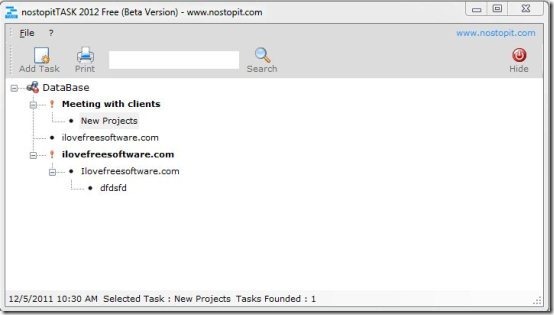 nostopitTASK 2012 Free (Beta Version) - www.nostopit.com
File ? www.nostopit.com
Add Task Print Search Hide
DataBase
Meeting with clients
New Projects
ilovefreesoftware.com
ilovefreesoftware.com
Ilovefreesoftware.com
dfdsfd
12/5/2011 10:30 AM Selected Task : New Projects Tasks Founded : 1